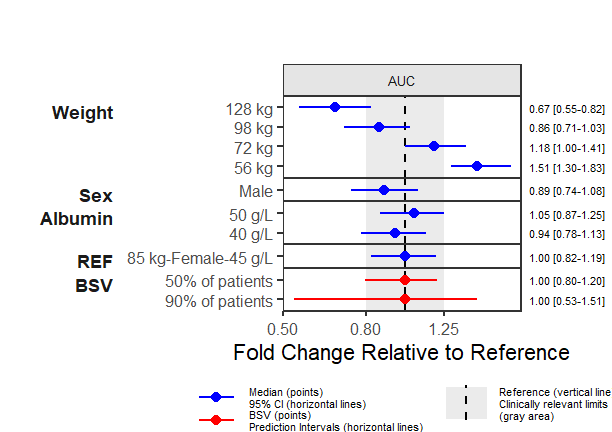 AUC
Weight
128 kg 0.67 [0.55-0.82]
98 kg 0.86 [0.71-1.03]
72 kg 1.18 [1.00-1.41]
56 kg 1.51 [1.30-1.83]
Sex
Male 0.89 [0.74-1.08]
Albumin
50 g/L 1.05 [0.87-1.25]
40 g/L 0.94 [0.78-1.13]
REF
85 kg-Female-45 g/L 1.00 [0.82-1.19]
BSV
50% of patients 1.00 [0.80-1.20]
90% of patients 1.00 [0.53-1.51]
0.50 0.80 1.25
Fold Change Relative to Reference
Median (points)
95% CI (horizontal lines)
BSV (points)
Prediction Intervals (horizontal lines)
Reference (vertical line
Clinically relevant limits
(gray area)